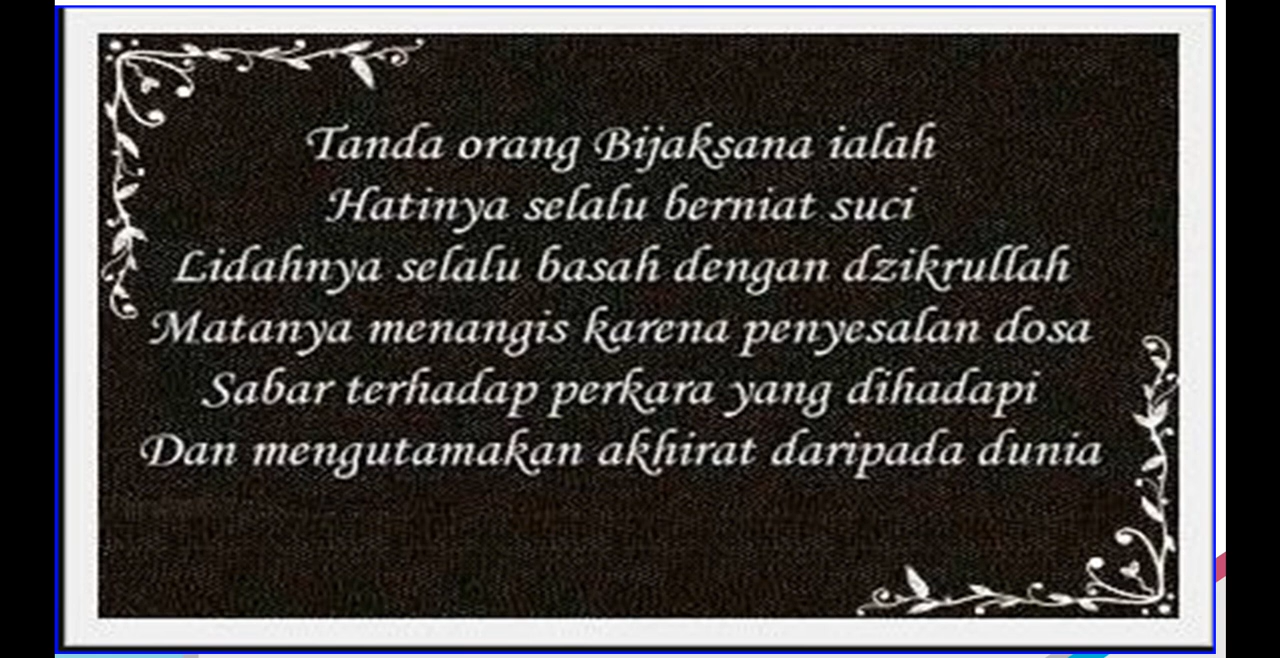 Tanda orang Bijaksana ialah
Hatinya selalu berniat suci
Lidahnya selalu basah dengan dzikrullah
Matanya menangis karena penyesalan dosa
Sabar terhadap perkara yang dihadapi
Dan mengutamakan akhirat daripada dunia